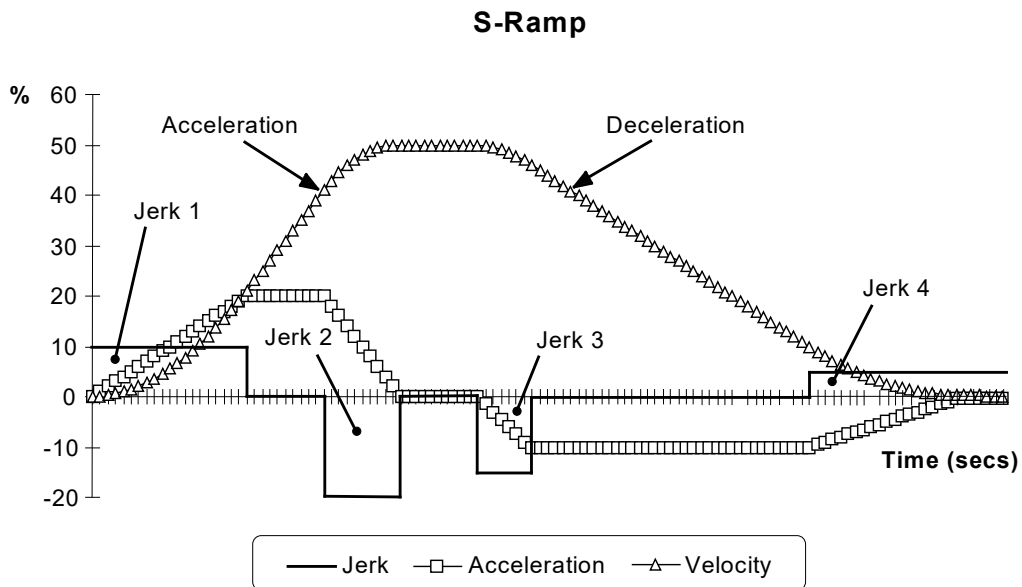 S-Ramp
%
60
50
40
30
20
10
0
-10
-20
Acceleration
Deceleration
Jerk 1
Jerk 2
Jerk 3
Jerk 4
Time (secs)
Jerk Acceleration Velocity